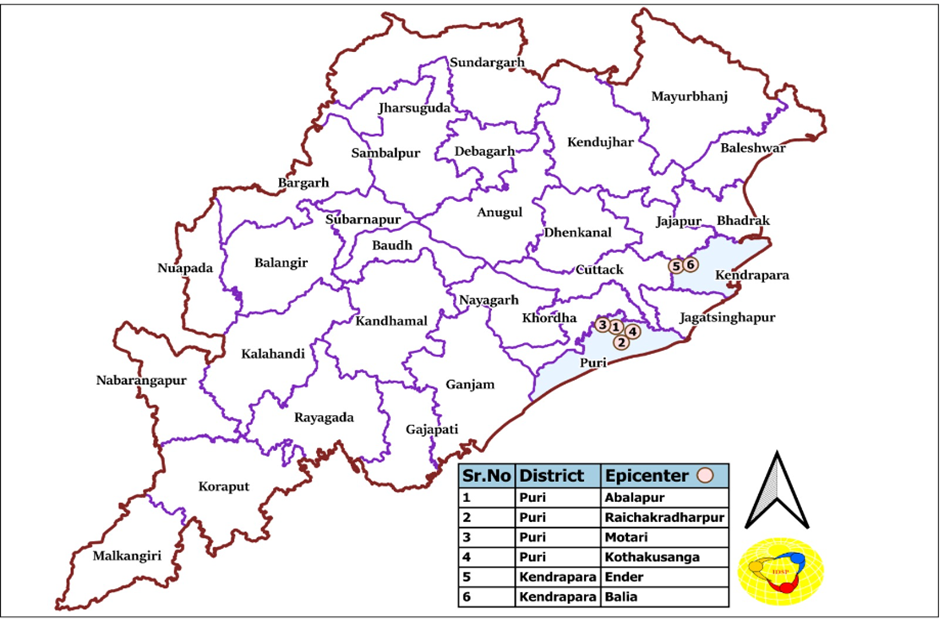 Sundargarh
Mayurbhanj
Jharsuguda
Kendujhar
Baleshwar
Sambalpur
Debagarh
Bargarh
Anugul
Subarnapur
Jajapur
Bhadrak
Dhenkanal
Baudh
Balangir
Nuapada
Cuttack
5 6
Kendrapara
Nayagarh
Khordha
Jagatsinghapur
Kandhamal
3 1 4
2
Kalahandi
Puri
Nabarangapur
Ganjam
Rayagada
Gajapati
Koraput
Malkangiri
Sr.No District Epicenter
1 Puri Abalapur
2 Puri Raichakradharpur
3 Puri Motari
4 Puri Kothakusanga
5 Kendrapara Ender
6 Kendrapara Balia